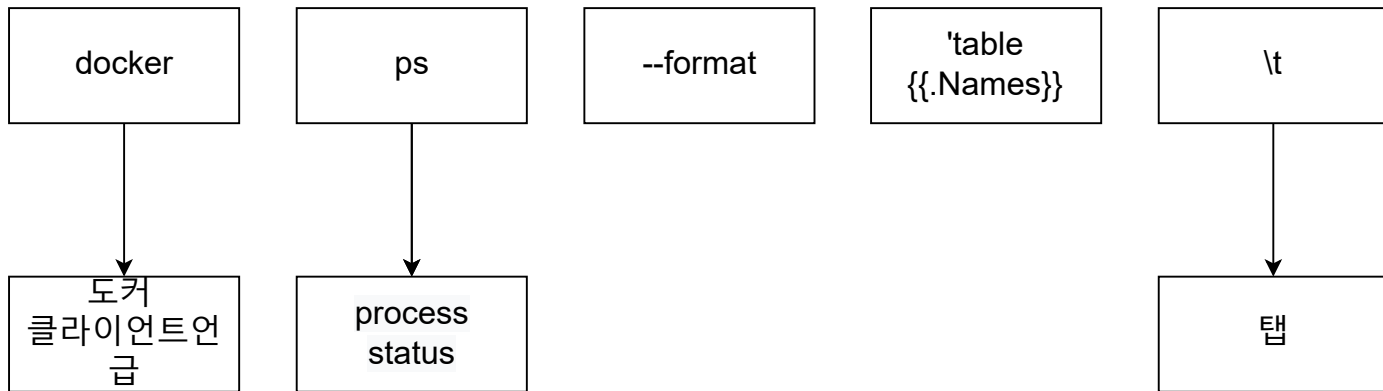 docker
ps
--format
'table
{{.Names}}
\t
도커
클라이언트언
급
process
status
탭